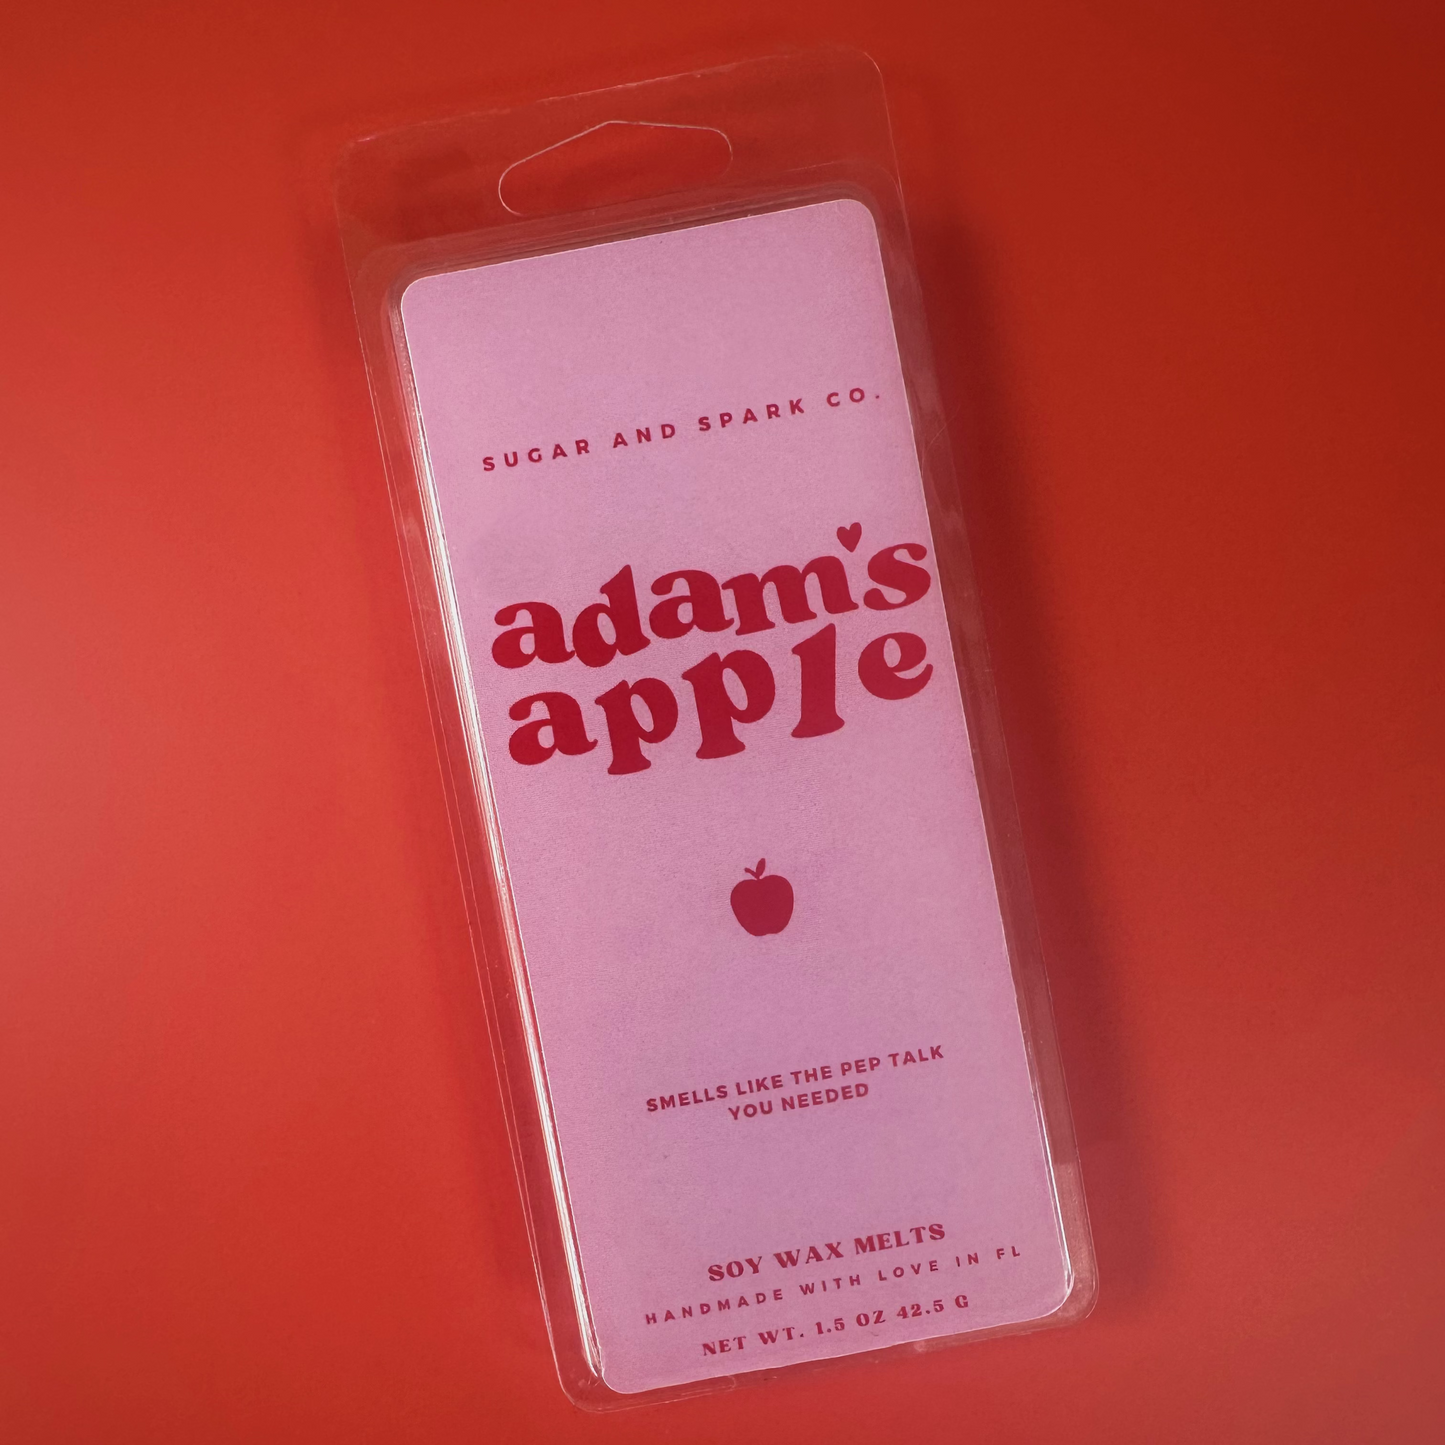 SUGAR AND SPARK CO.
adam's
apple
SMELLS LIKE THE PEP TALK
YOU NEEDED
SOY WAX MELTS
HANDMADE WITH LOVE IN FL
NET WT. 1.5 OZ 42.5 G